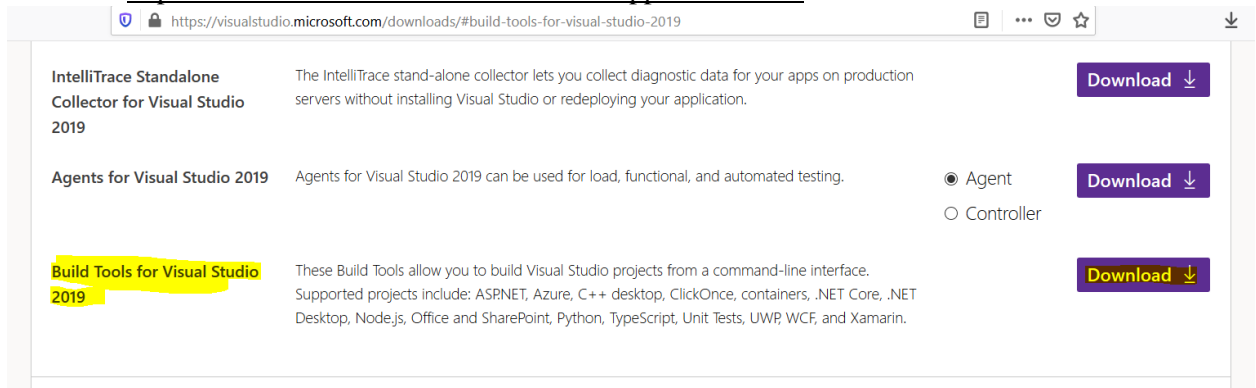 https://visualstudio.microsoft.com/downloads/#build-tools-for-visual-studio-2019
IntelliTrace Standalone
Collector for Visual Studio
2019
The IntelliTrace stand-alone collector lets you collect diagnostic data for your apps on production
servers without installing Visual Studio or redeploying your application.
Download
Agents for Visual Studio 2019
Agents for Visual Studio 2019 can be used for load, functional, and automated testing.
Agent
Controller
Download
Build Tools for Visual Studio
2019
These Build Tools allow you to build Visual Studio projects from a command-line interface.
Supported projects include: ASP.NET, Azure, C++ desktop, ClickOnce, containers, .NET Core, .NET
Desktop, Node.js, Office and SharePoint, Python, TypeScript, Unit Tests, UWP, WCF, and Xamarin.
Download